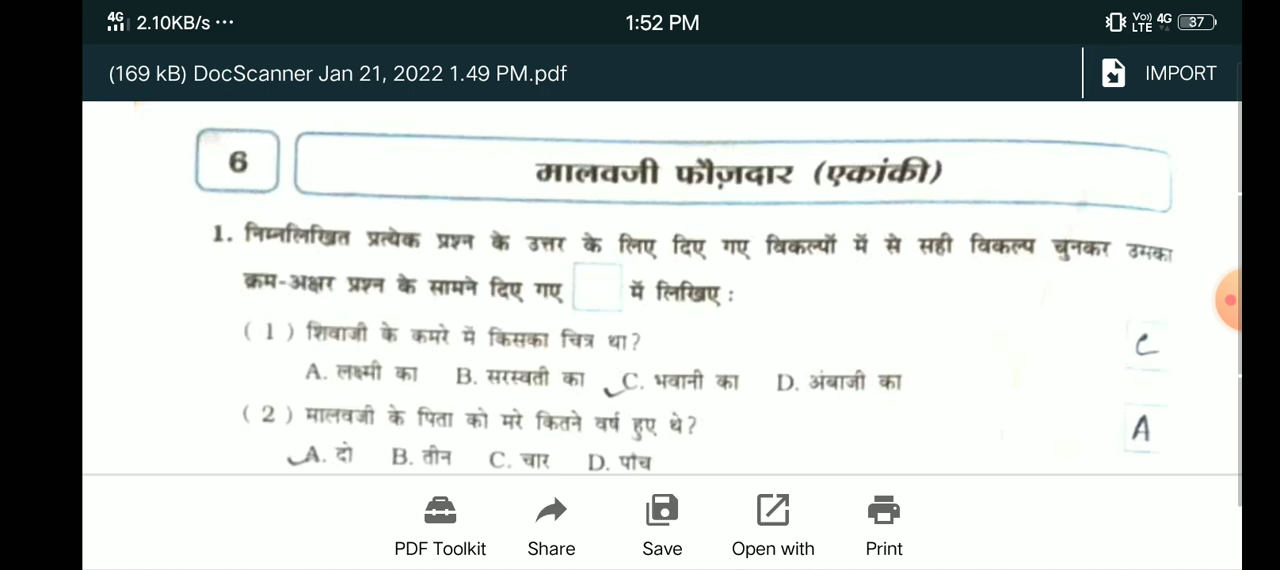 4G 2.10KB/s ... 1:52 PM Vo)) LTE 4G 37
(169 kB) DocScanner Jan 21, 2022 1.49 PM.pdf IMPORT
6 मालवजी फौज़दार (एकांकी)
1. निम्नलिखित प्रत्येक प्रश्न के उत्तर के लिए दिए गए विकल्पों में से सही विकल्प चुनकर उसका
क्रम-अक्षर प्रश्न के सामने दिए गए में लिखिए :
( 1 ) शिवाजी के कमरे में किसका चित्र था? C
A. लक्ष्मी का B. सरस्वती का C. भवानी का D. अंबाजी का
( 2 ) मालवजी के पिता को मरे कितने वर्ष हुए थे? A
A. दो B. तीन C. चार D. पाँच
PDF Toolkit Share Save Open with Print